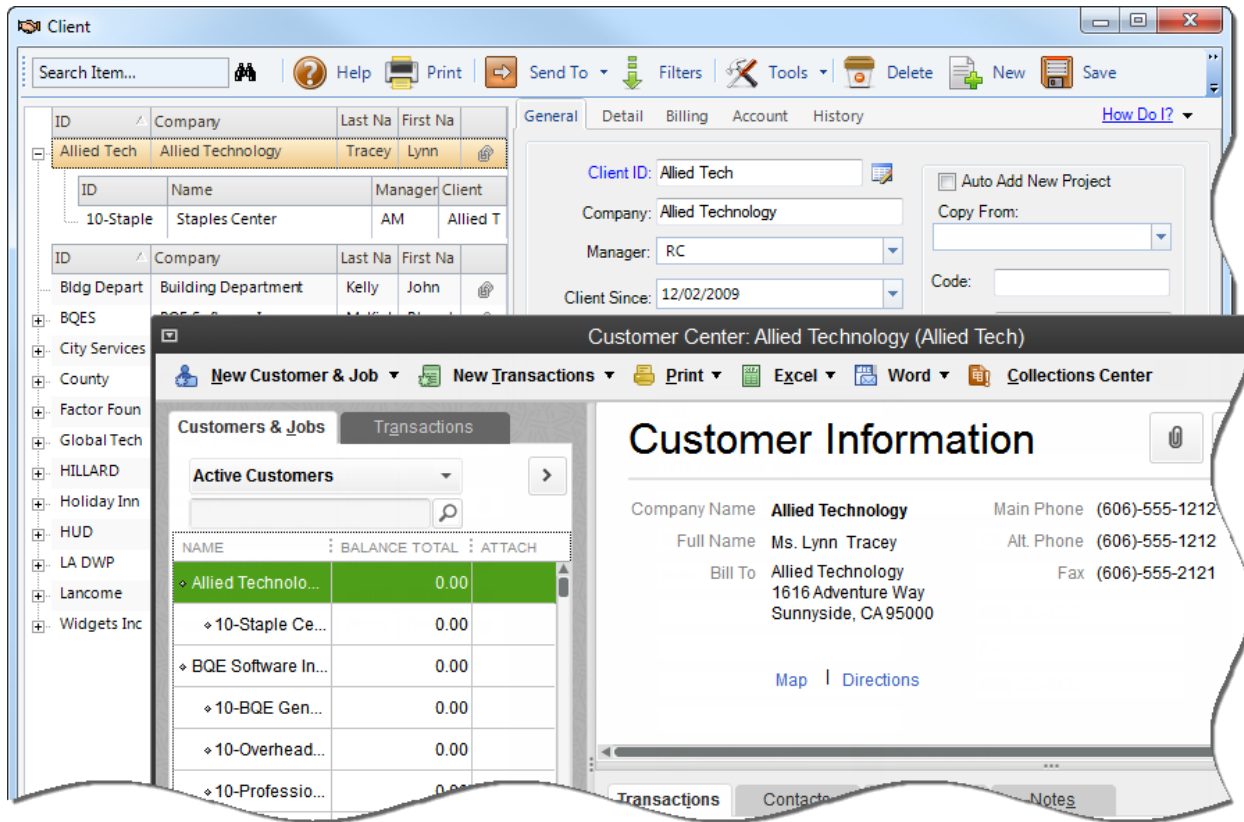 Client
Search Item... Help Print Send To Filters Tools Delete New Save
ID Company Last Na First Na
General Detail Billing Account History How Do I?
Allied Tech Allied Technology Tracey Lynn
ID Name Manager Client
10-Staple Staples Center AM Allied T
ID Company Last Na First Na
Bldg Depart Building Department Kelly John
BQES
City Services
County
Factor Foun
Global Tech
HILLARD
Holiday Inn
HUD
LA DWP
Lancome
Widgets Inc
Client ID: Allied Tech
Company: Allied Technology
Manager: RC
Client Since: 12/02/2009
Auto Add New Project
Copy From:
Code:
Customer Center: Allied Technology (Allied Tech)
New Customer & Job New Transactions Print Excel Word Collections Center
Customers & Jobs Transactions
Active Customers
NAME BALANCE TOTAL ATTACH
Allied Technolo... 0.00
10-Staple Ce... 0.00
BQE Software In... 0.00
10-BQE Gen... 0.00
10-Overhead... 0.00
10-Professio... 0.00
Customer Information
Company Name Allied Technology Main Phone (606)-555-1212
Full Name Ms. Lynn Tracey Alt. Phone (606)-555-1212
Bill To Allied Technology Fax (606)-555-2121
1616 Adventure Way
Sunnyside, CA 95000
Map | Directions
Transactions Contacts Notes